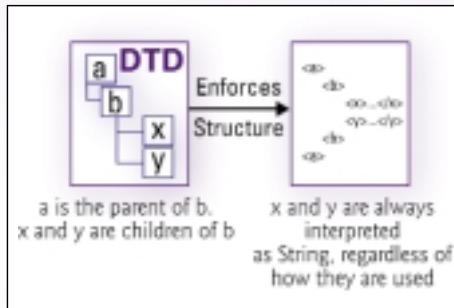 DTD
a
b
x
y
Enforces
Structure
<a>
<b>
<x>...</x>
<y>...</y>
a is the parent of b.
x and y are children of b
x and y are always
interpreted
as String, regardless of
how they are used